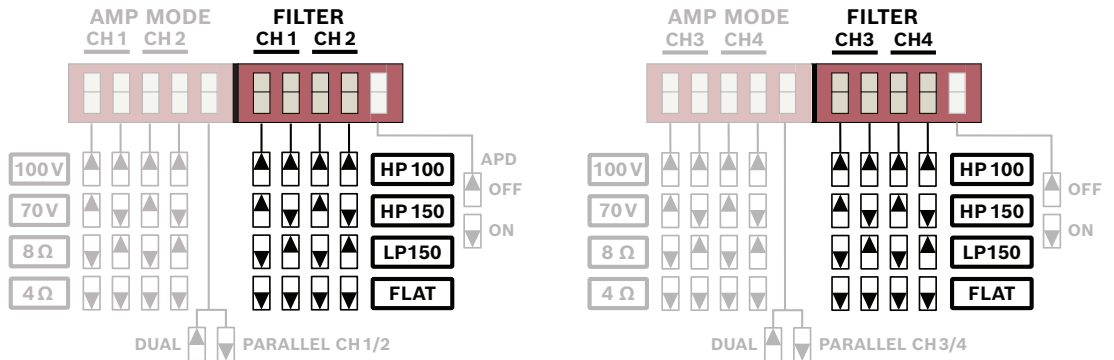 AMP MODE FILTER
CH 1 CH 2 CH 1 CH 2
100 V HP 100 APD
OFF
70 V HP 150
ON
8 Ω LP150
4 Ω FLAT
DUAL PARALLEL CH 1/2
AMP MODE FILTER
CH3 CH4 CH3 CH4
100 V HP 100
OFF
70 V HP 150
ON
8 Ω LP150
4 Ω FLAT
DUAL PARALLEL CH 3/4